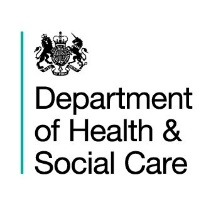 Department
of Health &
Social Care